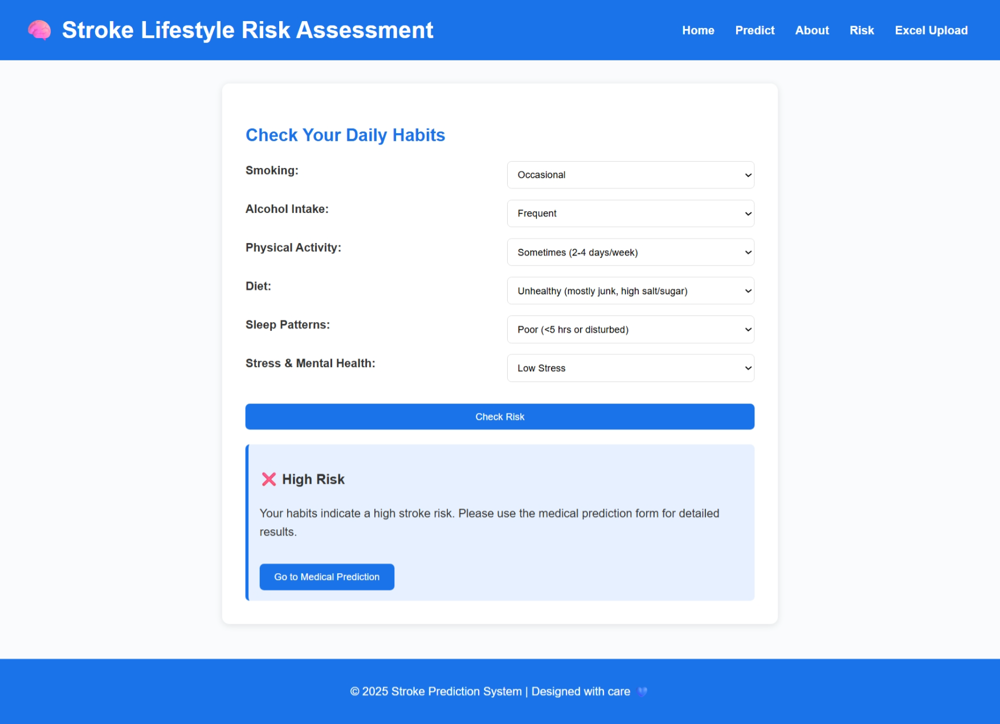 Stroke Lifestyle Risk Assessment
Home Predict About Risk Excel Upload
Check Your Daily Habits
Smoking: Occasional
Alcohol Intake: Frequent
Physical Activity: Sometimes (2-4 days/week)
Diet: Unhealthy (mostly junk, high salt/sugar)
Sleep Patterns: Poor (<5 hrs or disturbed)
Stress & Mental Health: Low Stress
Check Risk
❌ High Risk
Your habits indicate a high stroke risk. Please use the medical prediction form for detailed
results.
Go to Medical Prediction
© 2025 Stroke Prediction System | Designed with care 💙